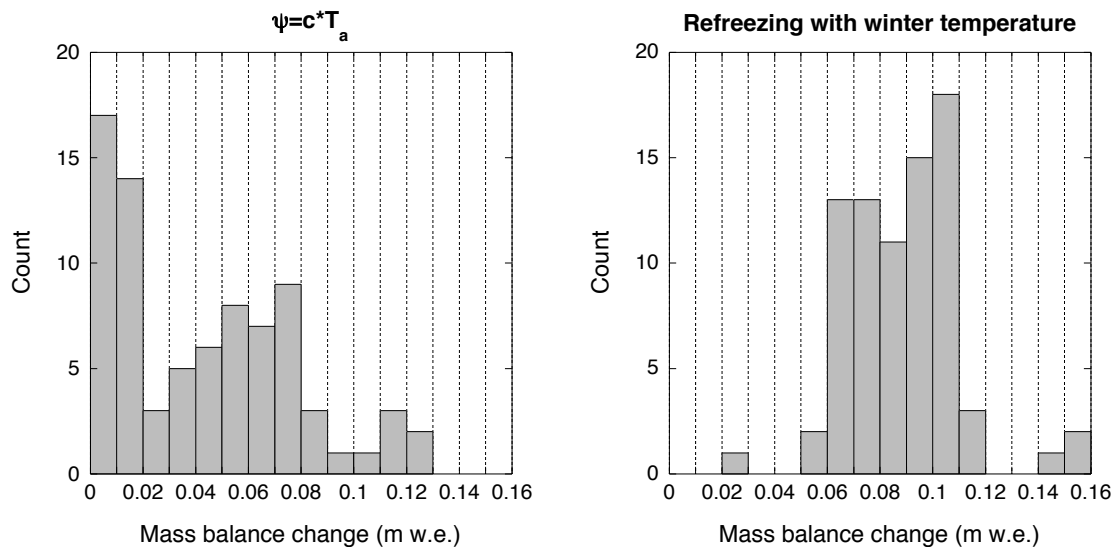 ψ=c*Tₐ
20
15
10
5
0
Count
0 0.02 0.04 0.06 0.08 0.1 0.12 0.14 0.16
Mass balance change (m w.e.)
Refreezing with winter temperature
20
15
10
5
0
Count
0 0.02 0.04 0.06 0.08 0.1 0.12 0.14 0.16
Mass balance change (m w.e.)